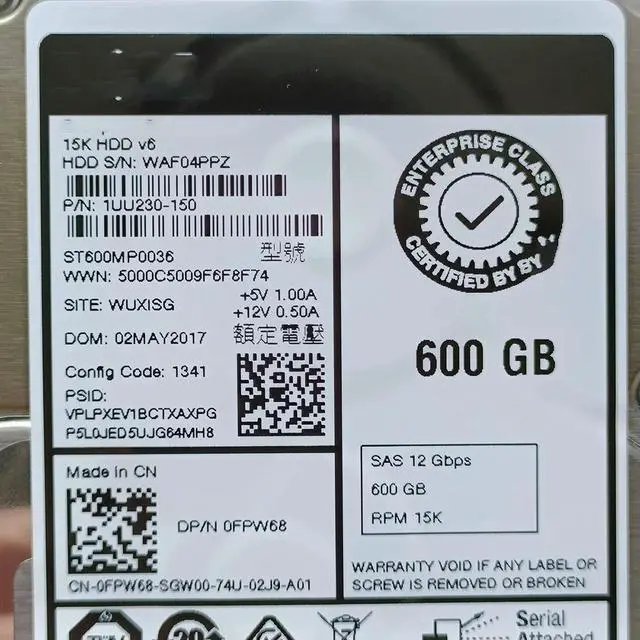 15K HDD v6
HDD S/N: WAF04PPZ
P/N: 1UU230-150
ST600MP0036 型號
WWN: 5000C5009F6F8F74
SITE: WUXISG
+5V 1.00A
+12V 0.50A
DOM: 02MAY2017 額定電壓
Config Code: 1341
PSID:
VPLPXEV1BCTXAXPG
P5L0JED5UJG64MH8
Made in CN
DP/N 0FPW68
CN-0FPW68-SGW00-74U-02J9-A01
ENTERPRISE CLASS
CERTIFIED BY BY
600 GB
SAS 12 Gbps
600 GB
RPM 15K
WARRANTY VOID IF ANY LABEL OR
SCREW IS REMOVED OR BROKEN
20
Serial
Attached